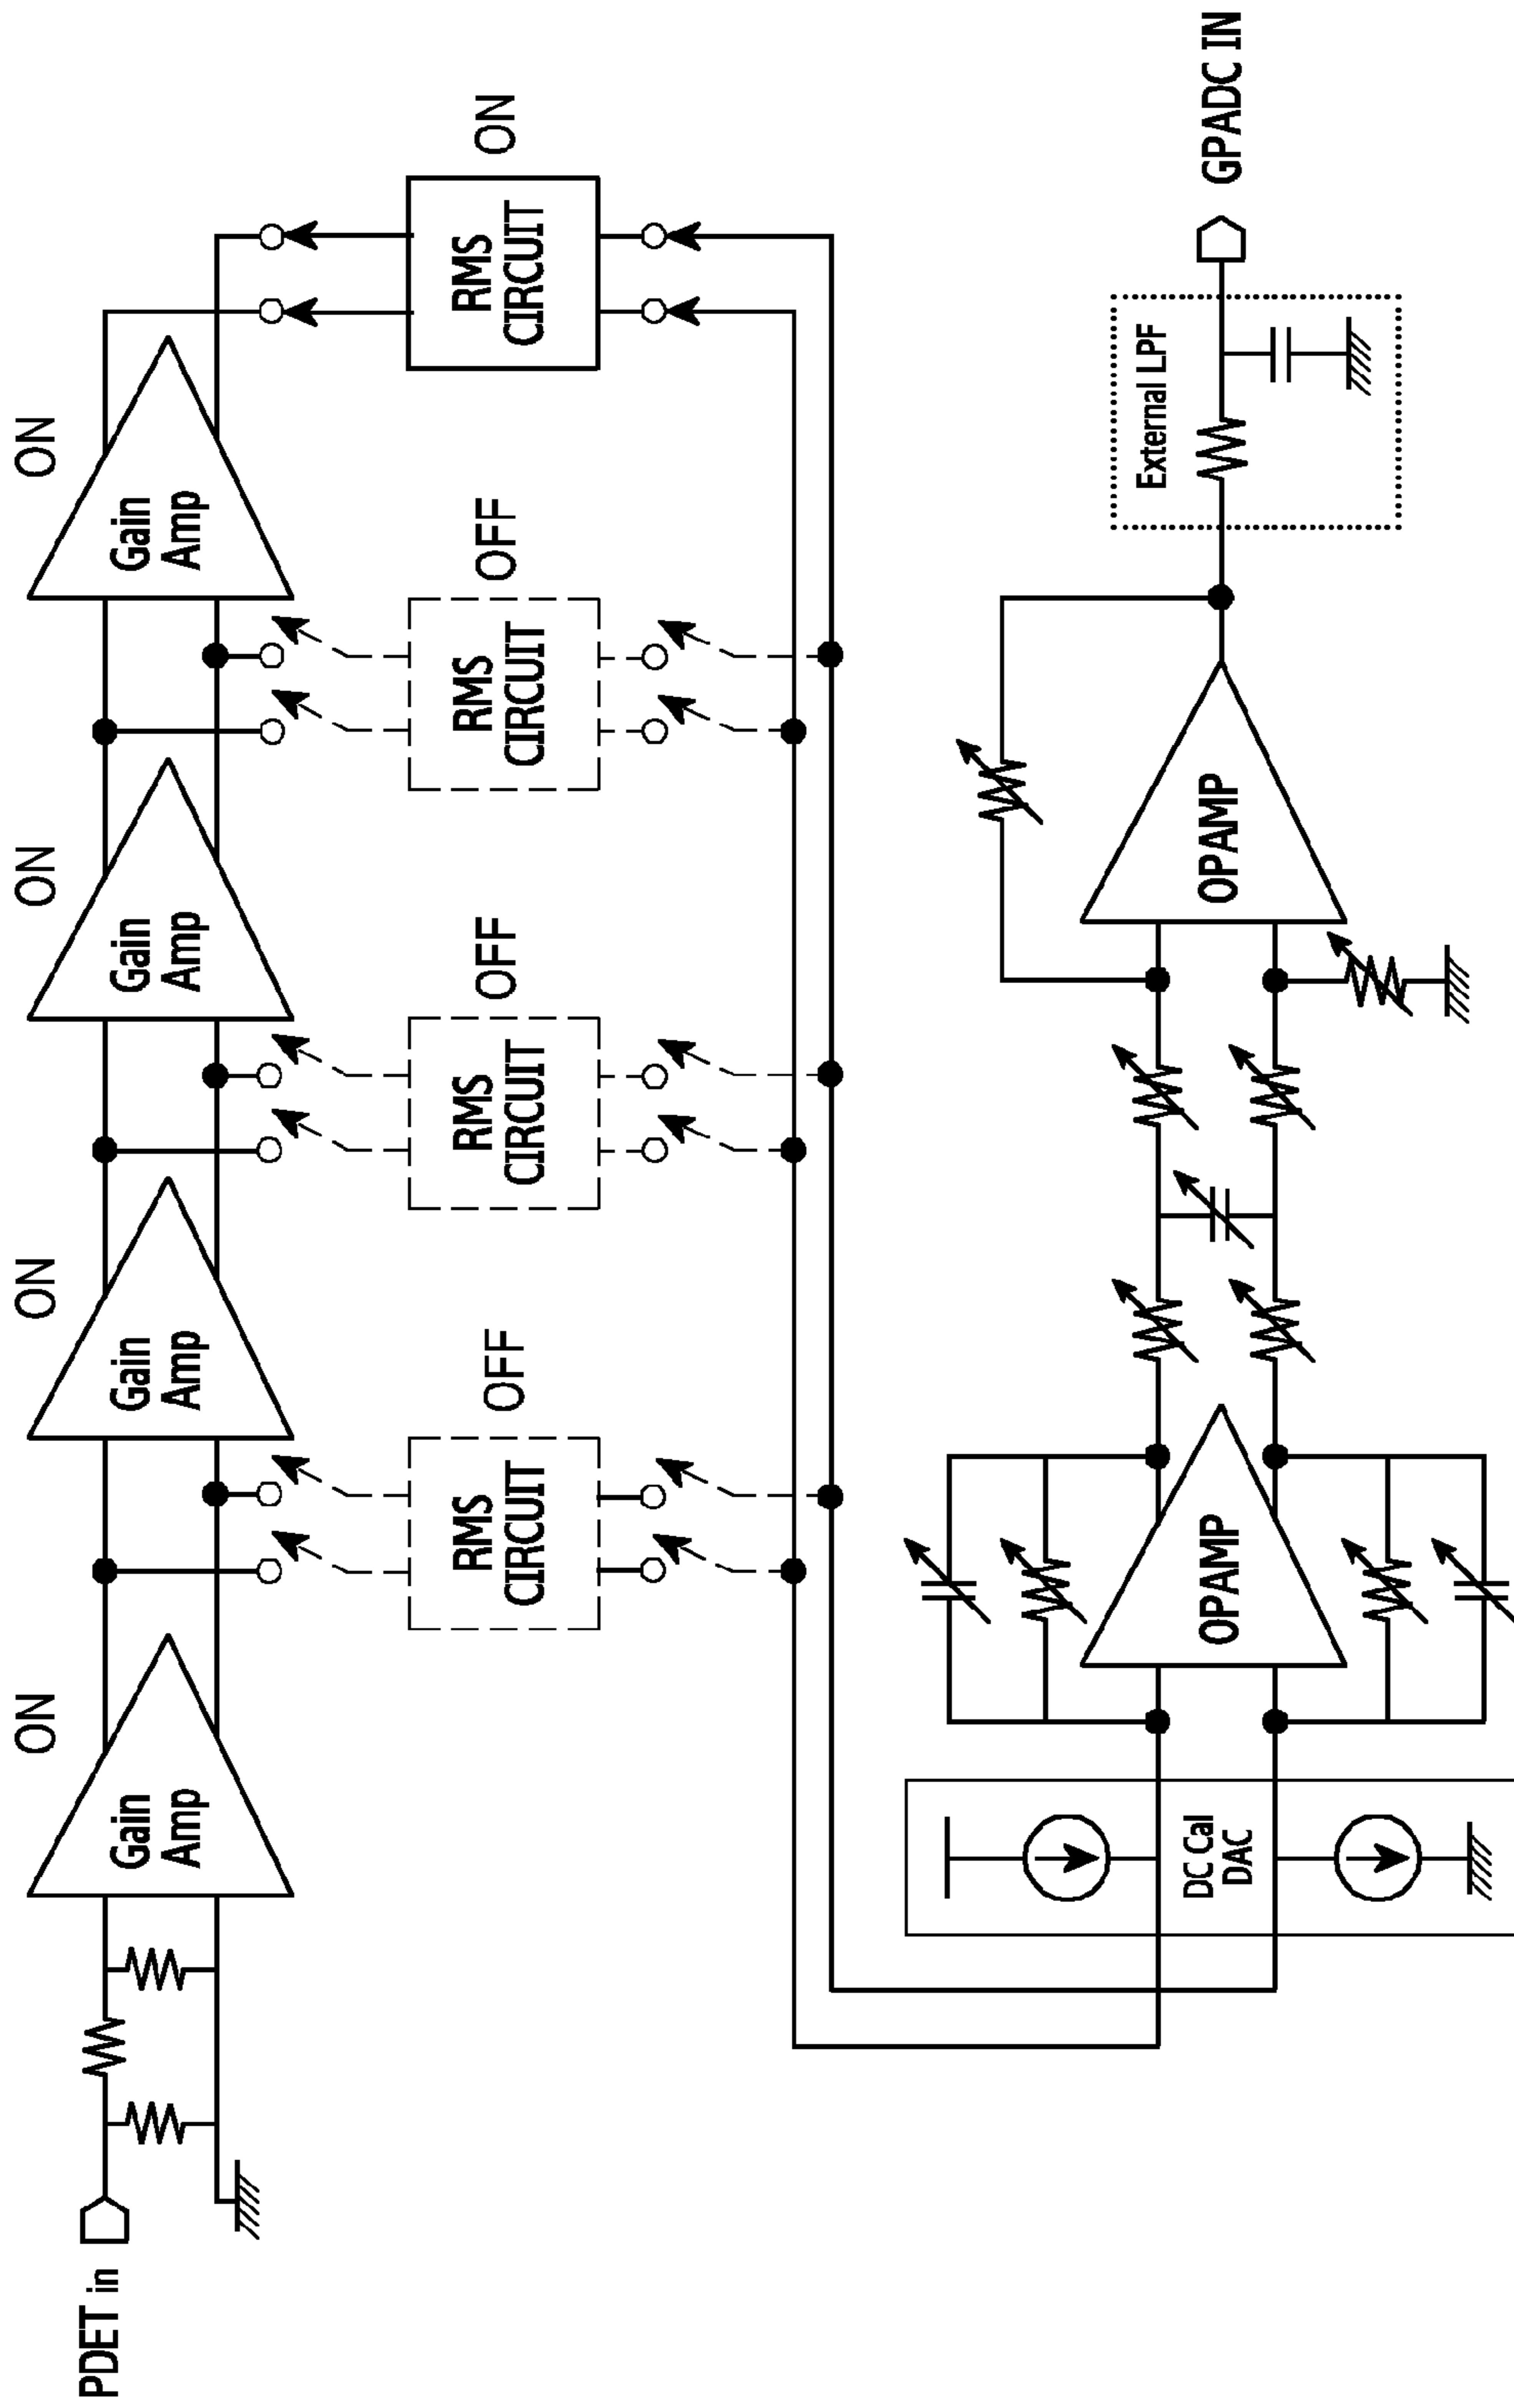 PDET in
ON
Gain
Amp
ON
Gain
Amp
ON
Gain
Amp
ON
Gain
Amp
OFF
RMS
CIRCUIT
OFF
RMS
CIRCUIT
OFF
RMS
CIRCUIT
ON
RMS
CIRCUIT
DC Cal
DAC
OPAMP
OPAMP
External LPF
GPADC IN